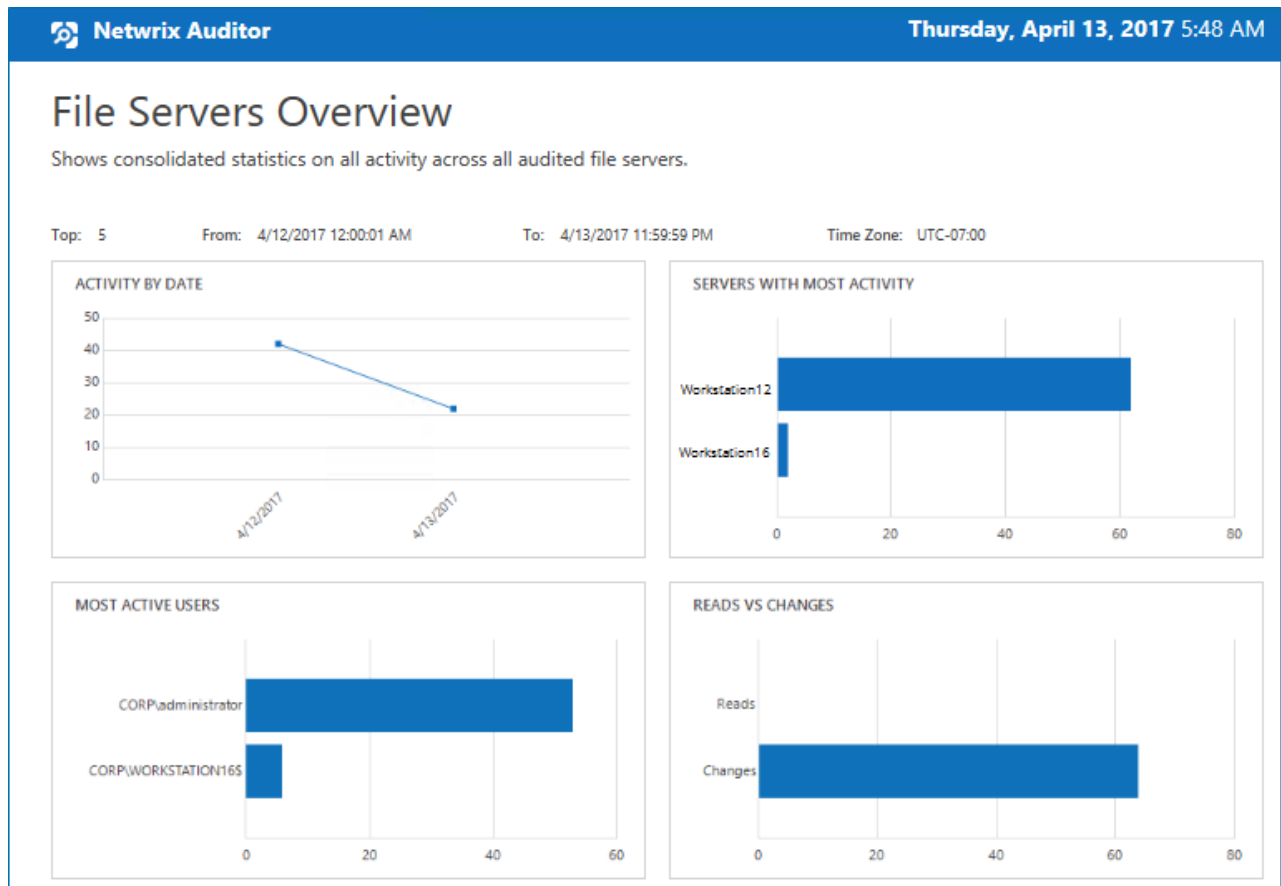 Netwrix Auditor
Thursday, April 13, 2017 5:48 AM
File Servers Overview
Shows consolidated statistics on all activity across all audited file servers.
Top: 5 From: 4/12/2017 12:00:01 AM To: 4/13/2017 11:59:59 PM Time Zone: UTC-07:00
ACTIVITY BY DATE
50
40
30
20
10
0
4/12/2017
4/13/2017
SERVERS WITH MOST ACTIVITY
Workstation12
Workstation16
0 20 40 60 80
MOST ACTIVE USERS
CORP\administrator
CORP\WORKSTATION16$
0 20 40 60
READS VS CHANGES
Reads
Changes
0 20 40 60 80